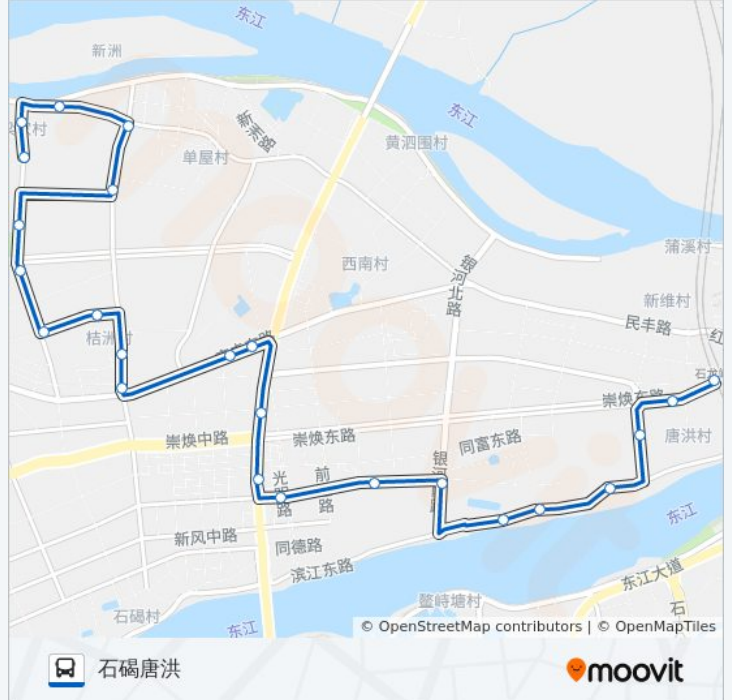 东江
新洲
东江
新洲路
黄泗围村
单屋村
蒲溪村
西南村
银河北路
新维村
民丰路
红
桔洲
崇焕东路
唐洪村
崇焕中路
崇焕东路
同富东路
光明路
前
路
新风中路
同德路
滨江东路
东江
东江大道
石
石碣村
鳌峙塘村
东江
© OpenStreetMap contributors | © OpenMapTiles
石碣唐洪
moovit